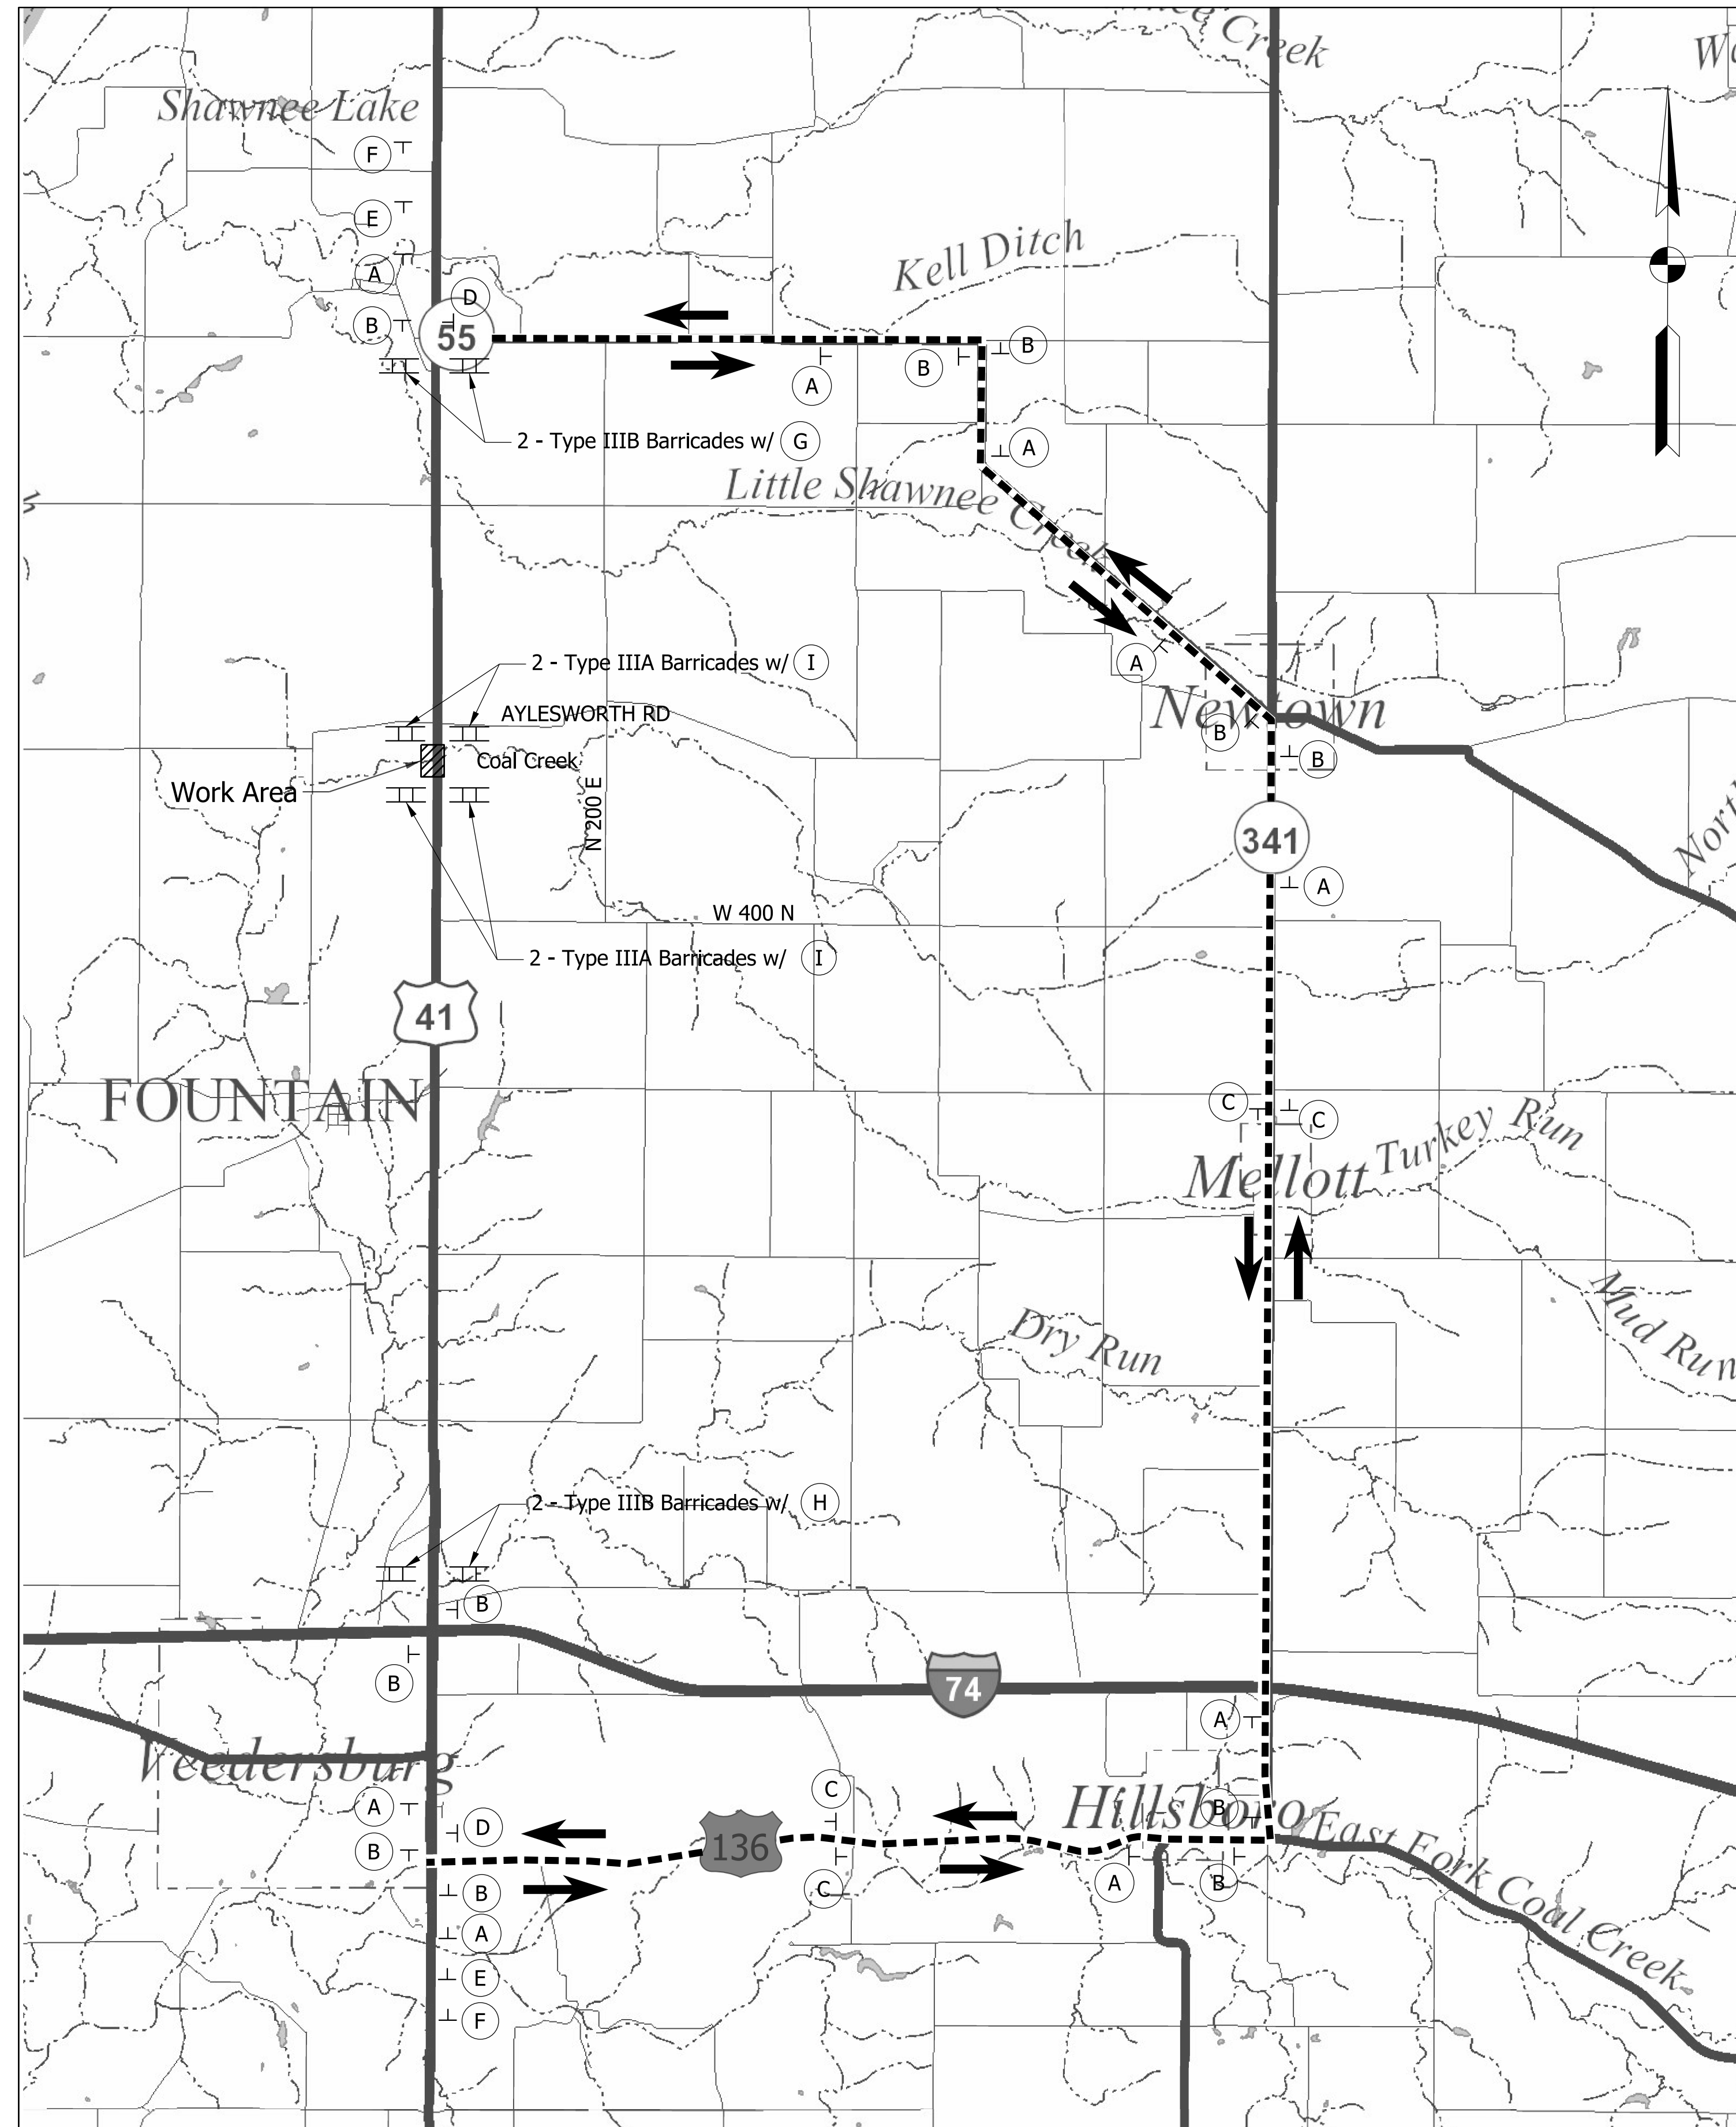 Creek
Shawnee Lake
F
E
A
Kell Ditch
D
B
55
B
B
A
2 - Type IIIB Barricades w/ G
A
Little Shawnee Creek
2 - Type IIIA Barricades w/ I
A
AYLESWORTH RD
Newtown
B
B
Coal Creek
Work Area
N 200 E
341
A
W 400 N
2 - Type IIIA Barricades w/ I
41
FOUNTAIN
C
C
Turkey Run
Mellott
Mud Run
Dry Run
2 - Type IIIB Barricades w/ H
B
B
74
A
Veedersburg
C
A
Hillsboro
B
D
136
B
East Fork Coal Creek
C
A
B
B
A
E
F